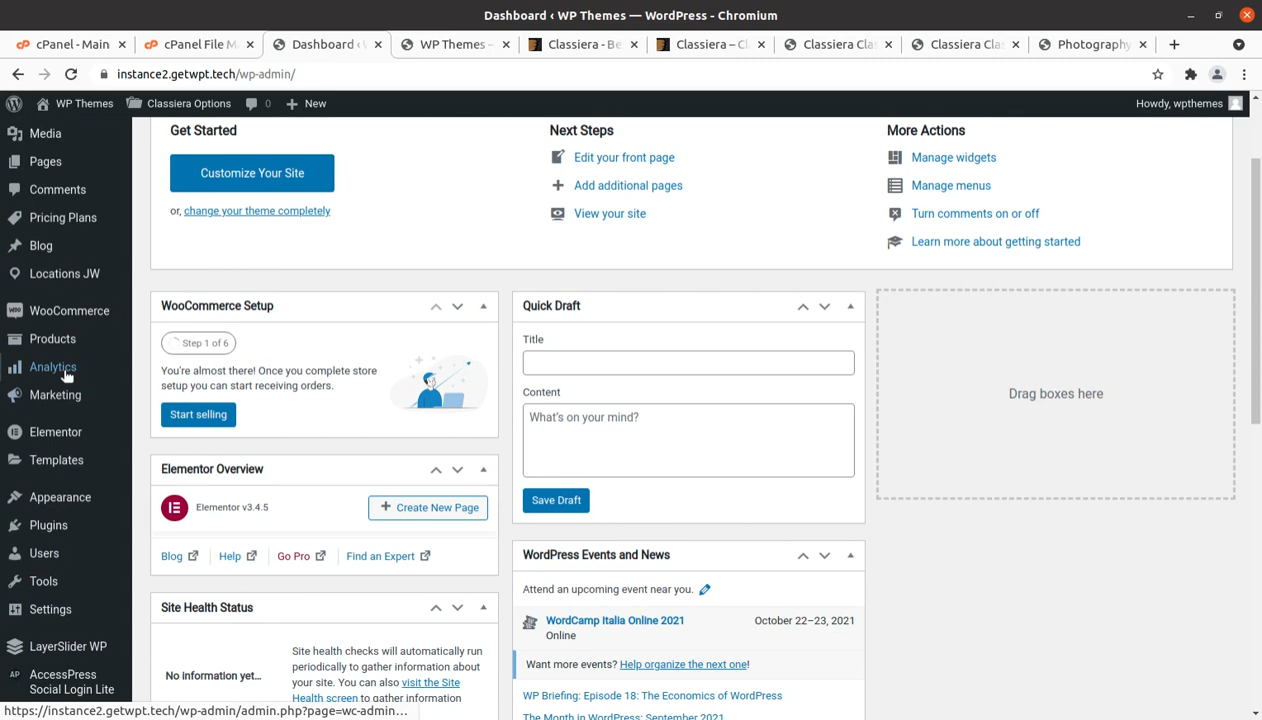 Dashboard ‹ WP Themes — WordPress - Chromium
cPanel - Main
cPanel File M
Dashboard ‹
WP Themes –
Classiera - Be
Classiera – Cl
Classiera Cla
Classiera Cla
Photography
instance2.getwpt.tech/wp-admin/
WP Themes
Classiera Options
0
New
Howdy, wpthemes
Media
Pages
Comments
Pricing Plans
Blog
Locations JW
WooCommerce
Products
Analytics
Marketing
Elementor
Templates
Appearance
Plugins
Users
Tools
Settings
LayerSlider WP
AP AccessPress
Social Login Lite
Get Started
Customize Your Site
or, change your theme completely
Next Steps
Edit your front page
Add additional pages
View your site
More Actions
Manage widgets
Manage menus
Turn comments on or off
Learn more about getting started
WooCommerce Setup
Step 1 of 6
You're almost there! Once you complete store
setup you can start receiving orders.
Start selling
Elementor Overview
Elementor v3.4.5
Create New Page
Blog
Help
Go Pro
Find an Expert
Site Health Status
No information yet...
Site health checks will automatically run
periodically to gather information about
your site. You can also visit the Site
Health screen to gather information
Quick Draft
Title
Content
What's on your mind?
Save Draft
WordPress Events and News
Attend an upcoming event near you.
WordCamp Italia Online 2021
October 22–23, 2021
Online
Want more events? Help organize the next one!
WP Briefing: Episode 18: The Economics of WordPress
The Month in WordPress: September 2021
Drag boxes here
https://instance2.getwpt.tech/wp-admin/admin.php?page=wc-admin...